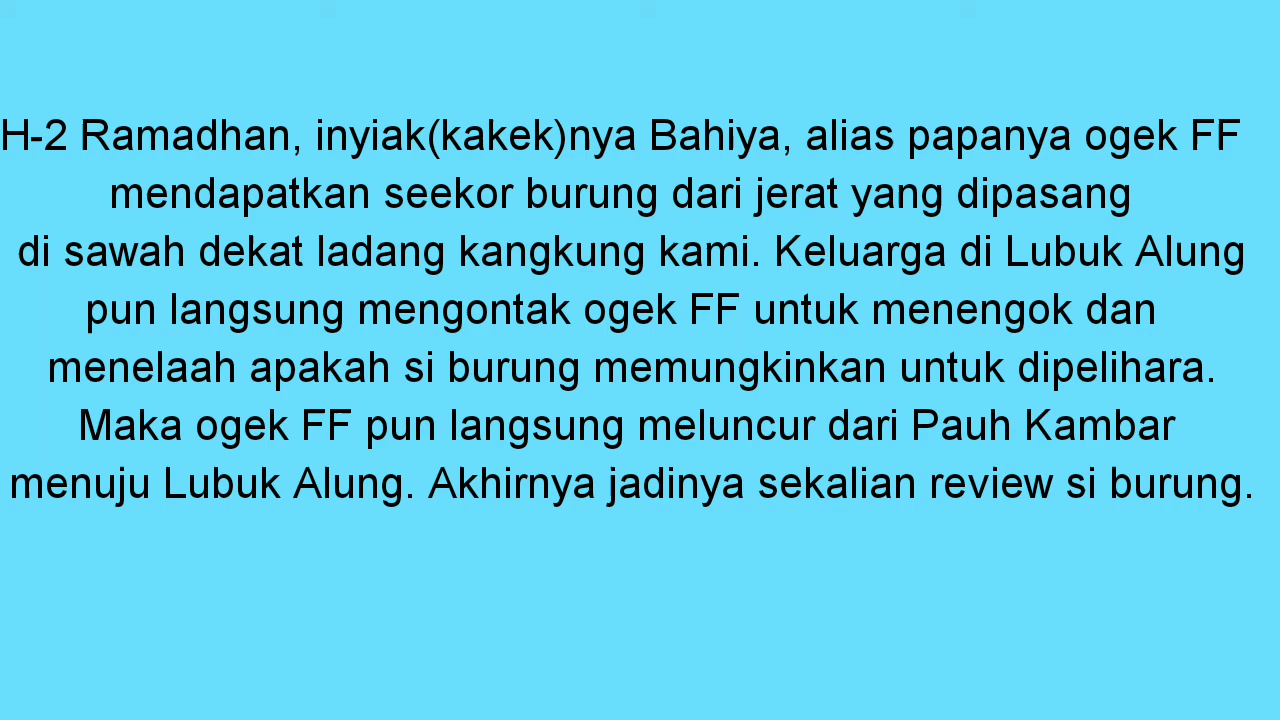 H-2 Ramadhan, inyiak(kakek)nya Bahiya, alias papanya ogek FF
mendapatkan seekor burung dari jerat yang dipasang
di sawah dekat ladang kangkung kami. Keluarga di Lubuk Alung
pun langsung mengontak ogek FF untuk menengok dan
menelaah apakah si burung memungkinkan untuk dipelihara.
Maka ogek FF pun langsung meluncur dari Pauh Kambar
menuju Lubuk Alung. Akhirnya jadinya sekalian review si burung.